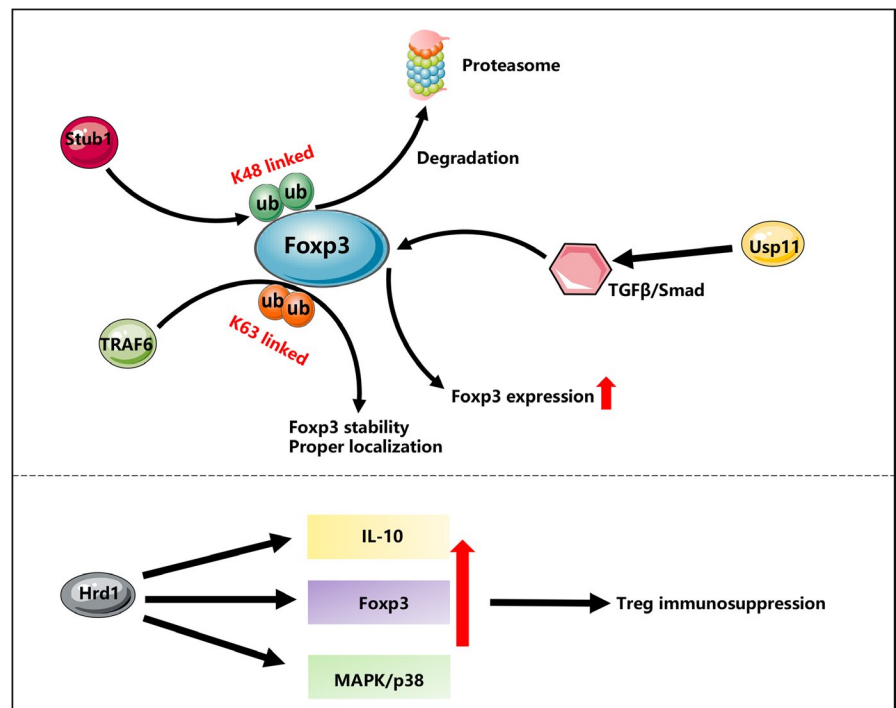 Proteasome
Stub1
K48 linked
Degradation
ub
ub
Foxp3
Usp11
TGFβ/Smad
ub
ub
TRAF6
K63 linked
Foxp3 expression
Foxp3 stability
Proper localization
IL-10
Hrd1
Foxp3
Treg immunosuppression
MAPK/p38